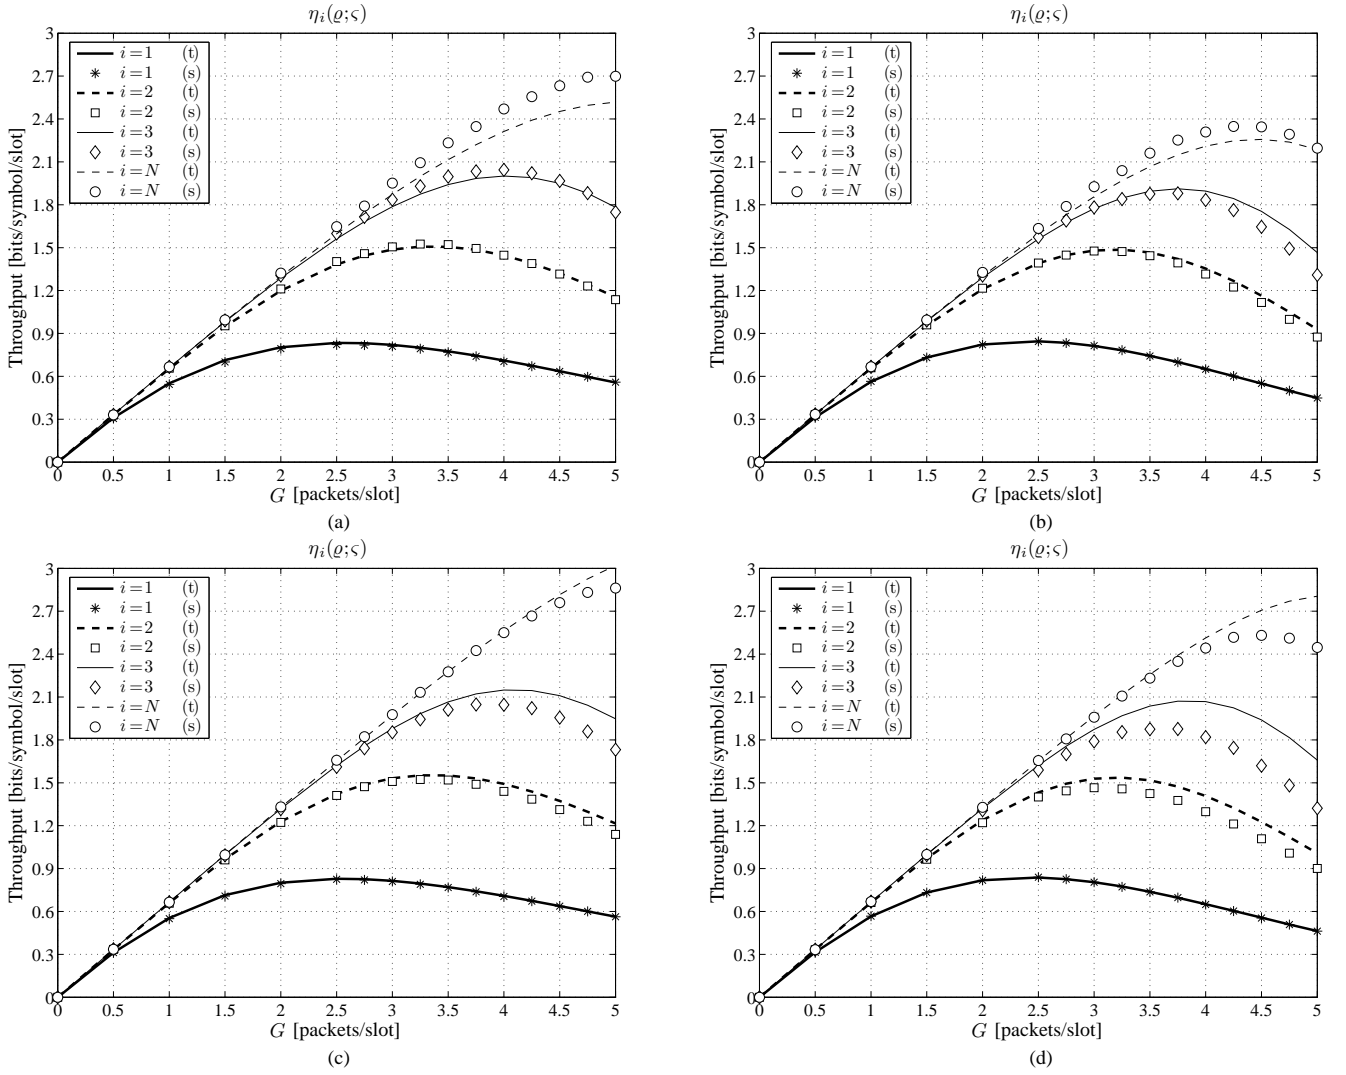 η_i(ϱ;ς)
3
2.7
2.4
2.1
1.8
1.5
1.2
0.9
0.6
0.3
0
Throughput [bits/symbol/slot]
i=1 (t)
i=1 (s)
i=2 (t)
i=2 (s)
i=3 (t)
i=3 (s)
i=N (t)
i=N (s)
0 0.5 1 1.5 2 2.5 3 3.5 4 4.5 5
G [packets/slot]
(a)
η_i(ϱ;ς)
3
2.7
2.4
2.1
1.8
1.5
1.2
0.9
0.6
0.3
0
Throughput [bits/symbol/slot]
i=1 (t)
i=1 (s)
i=2 (t)
i=2 (s)
i=3 (t)
i=3 (s)
i=N (t)
i=N (s)
0 0.5 1 1.5 2 2.5 3 3.5 4 4.5 5
G [packets/slot]
(b)
η_i(ϱ;ς)
3
2.7
2.4
2.1
1.8
1.5
1.2
0.9
0.6
0.3
0
Throughput [bits/symbol/slot]
i=1 (t)
i=1 (s)
i=2 (t)
i=2 (s)
i=3 (t)
i=3 (s)
i=N (t)
i=N (s)
0 0.5 1 1.5 2 2.5 3 3.5 4 4.5 5
G [packets/slot]
(c)
η_i(ϱ;ς)
3
2.7
2.4
2.1
1.8
1.5
1.2
0.9
0.6
0.3
0
Throughput [bits/symbol/slot]
i=1 (t)
i=1 (s)
i=2 (t)
i=2 (s)
i=3 (t)
i=3 (s)
i=N (t)
i=N (s)
0 0.5 1 1.5 2 2.5 3 3.5 4 4.5 5
G [packets/slot]
(d)